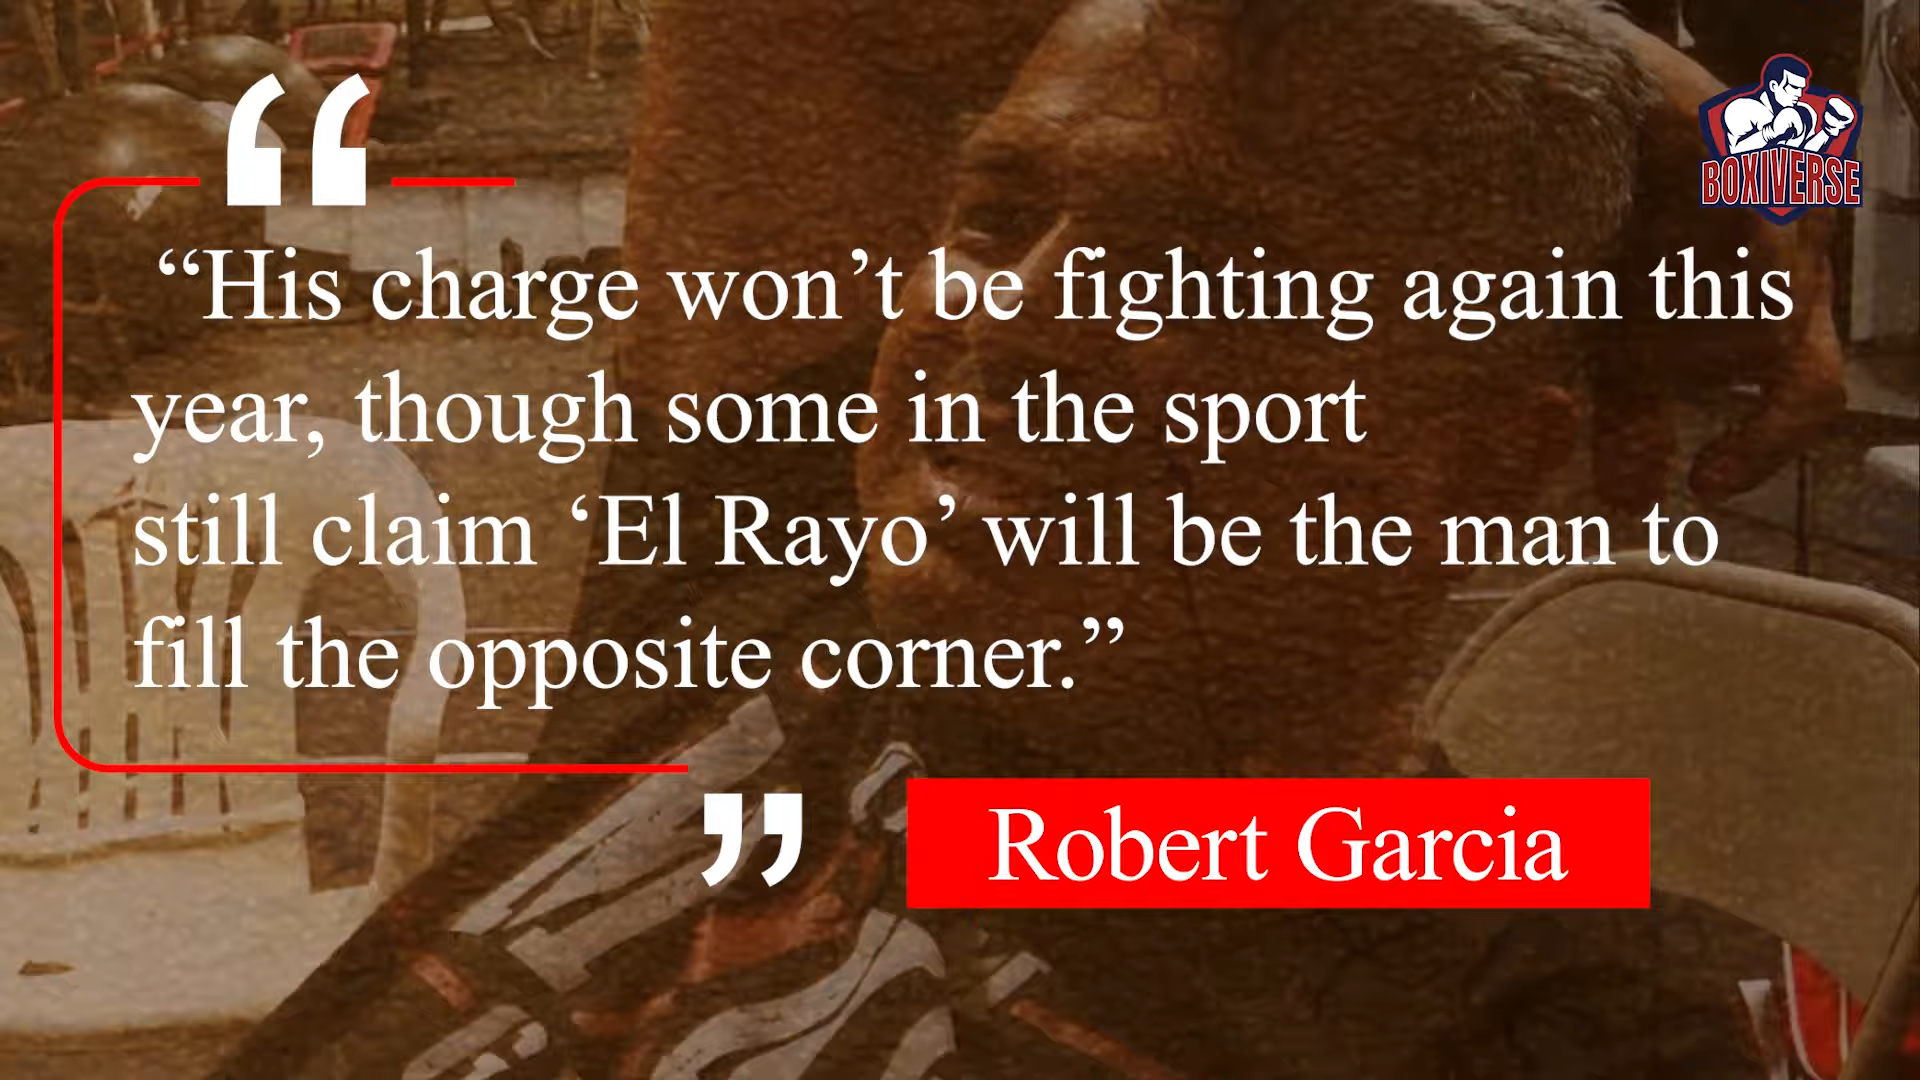 BOXIVERSE
“His charge won’t be fighting again this
year, though some in the sport
still claim ‘El Rayo’ will be the man to
fill the opposite corner.”
Robert Garcia